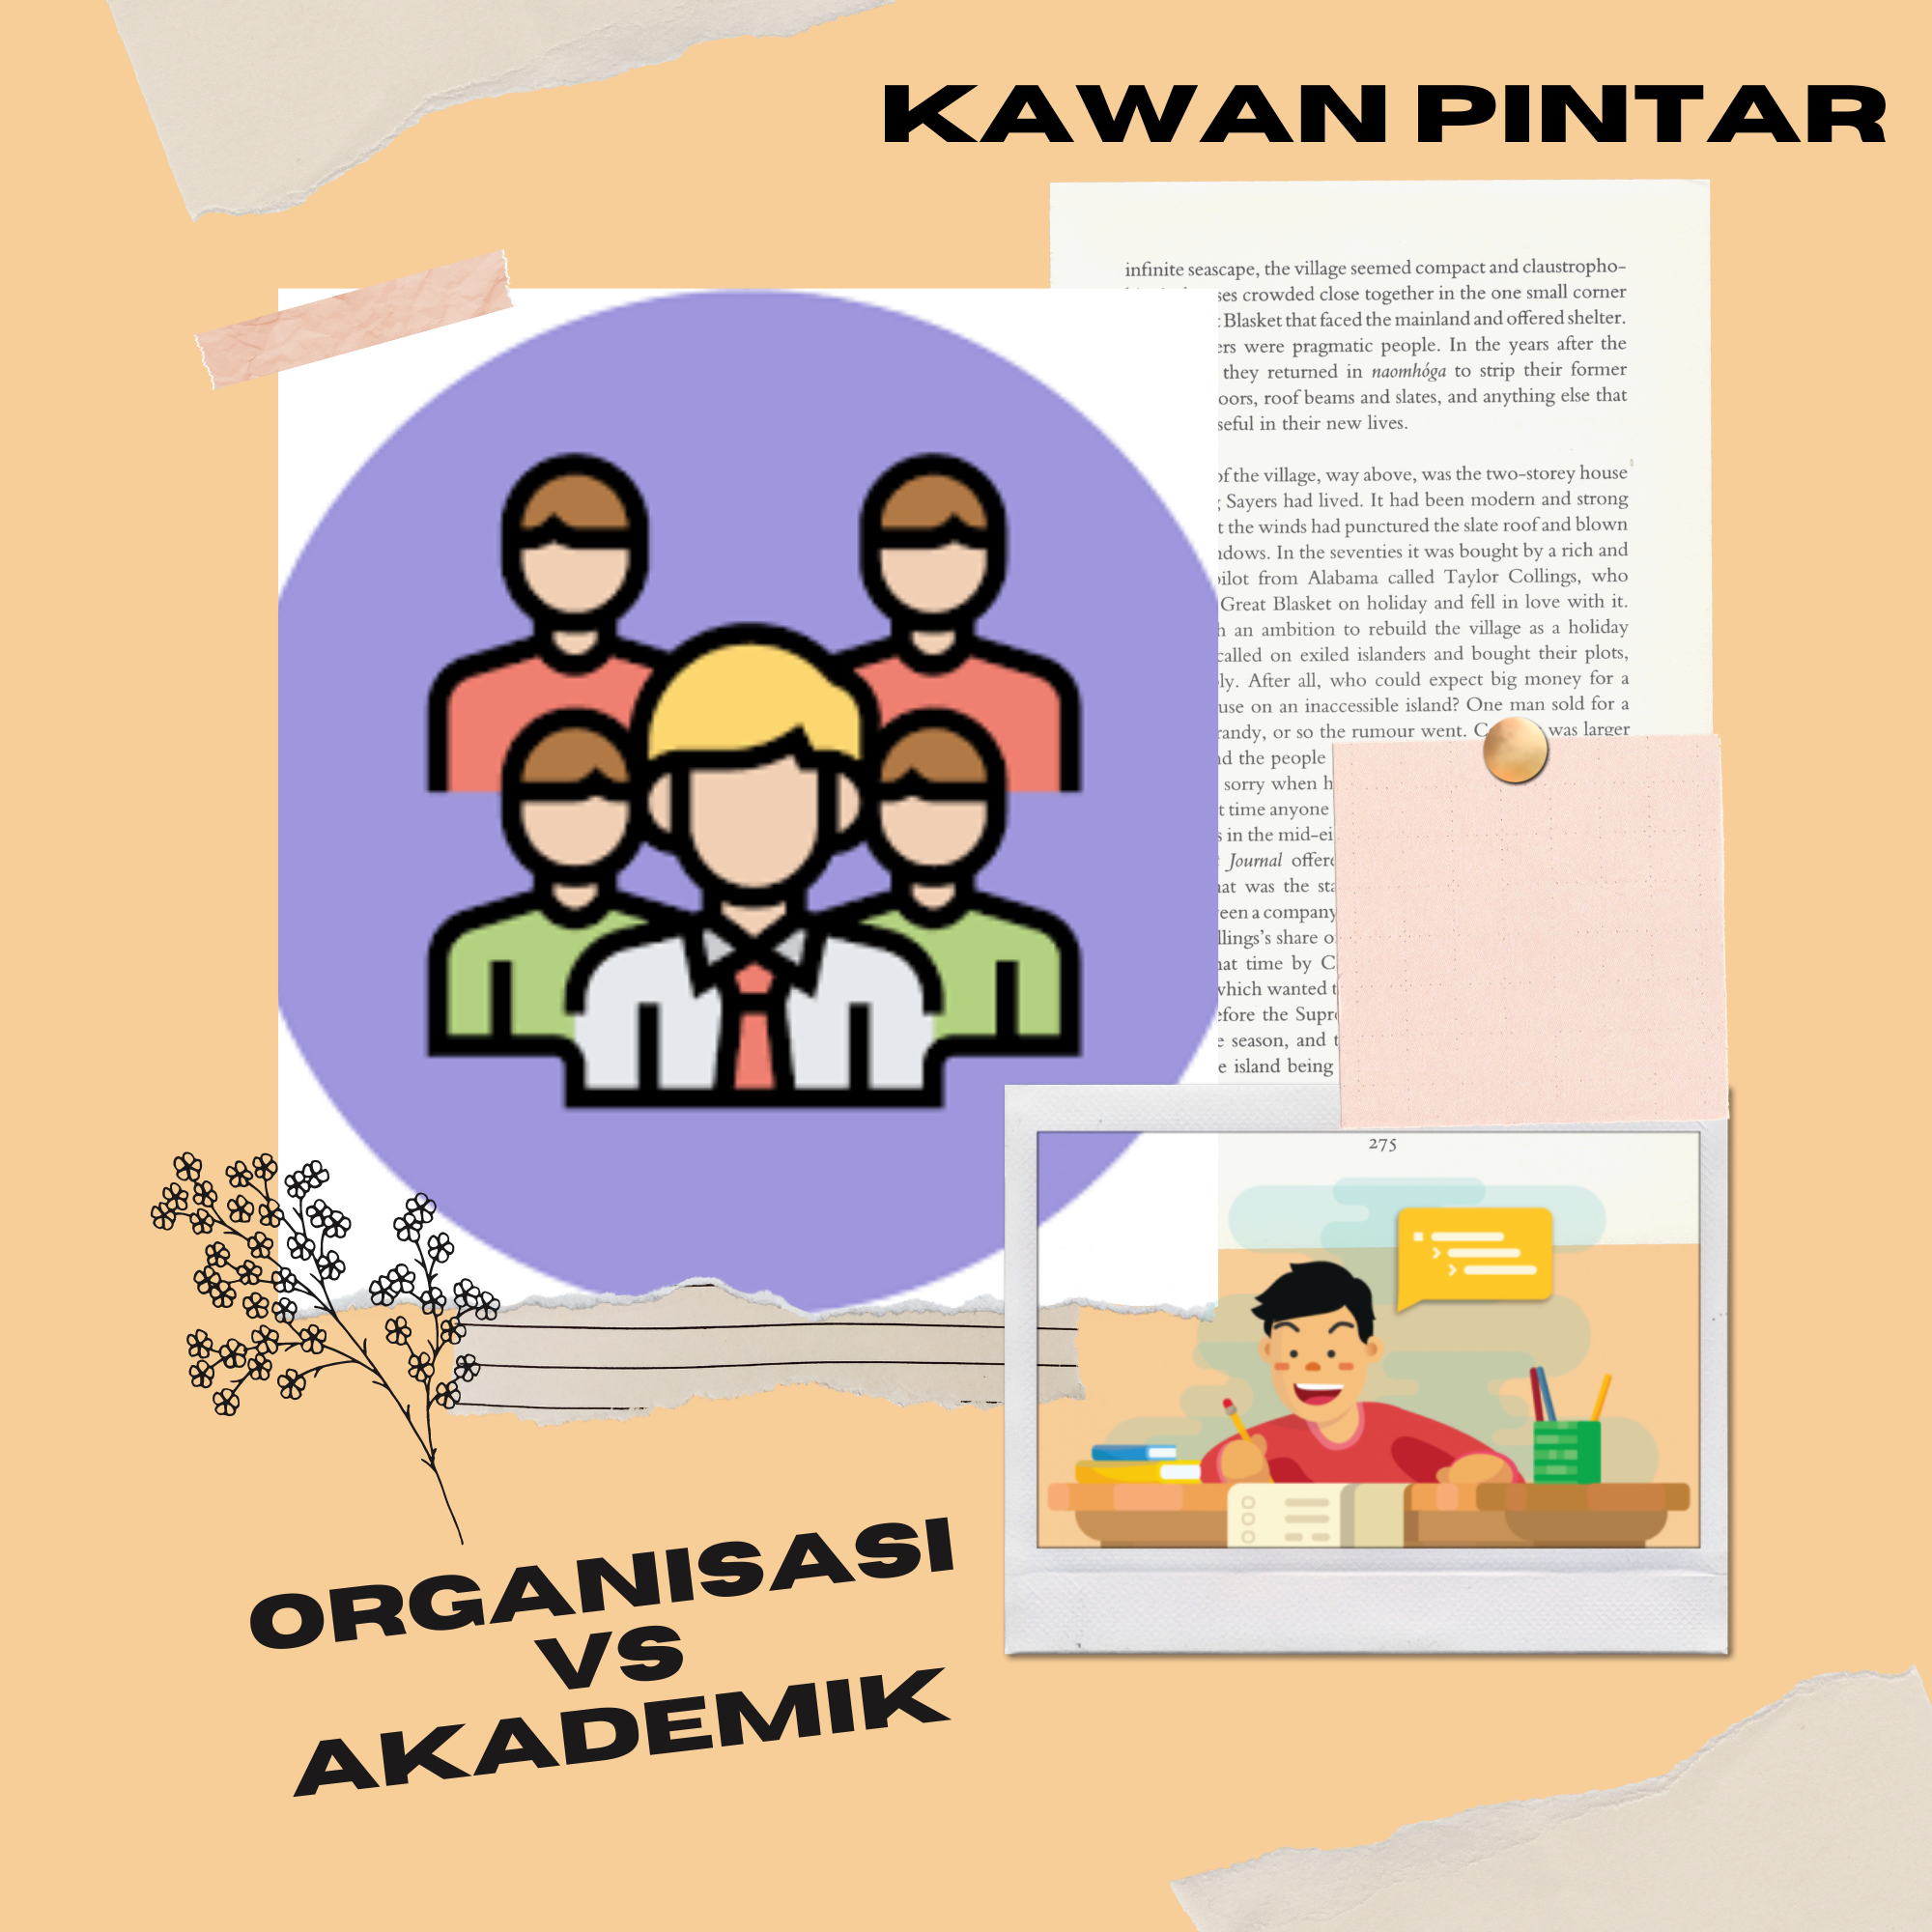 KAWAN PINTAR
infinite seascape, the village seemed compact and claustropho-
ses crowded close together in the one small corner
Blasket that faced the mainland and offered shelter.
ers were pragmatic people. In the years after the
they returned in naomhóga to strip their former
oors, roof beams and slates, and anything else that
seful in their new lives.
of the village, way above, was the two-storey house
Sayers had lived. It had been modern and strong
t the winds had punctured the slate roof and blown
ndows. In the seventies it was bought by a rich and
pilot from Alabama called Taylor Collings, who
Great Blasket on holiday and fell in love with it.
h an ambition to rebuild the village as a holiday
called on exiled islanders and bought their plots,
ly. After all, who could expect big money for a
use on an inaccessible island? One man sold for a
randy, or so the rumour went. C was larger
nd the people
sorry when h
t time anyone
s in the mid-ei
Journal offere
hat was the sta
veen a company
llings's share o
hat time by C
which wanted t
efore the Supre
e season, and t
e island being
275
ORGANISASI
VS
AKADEMIK